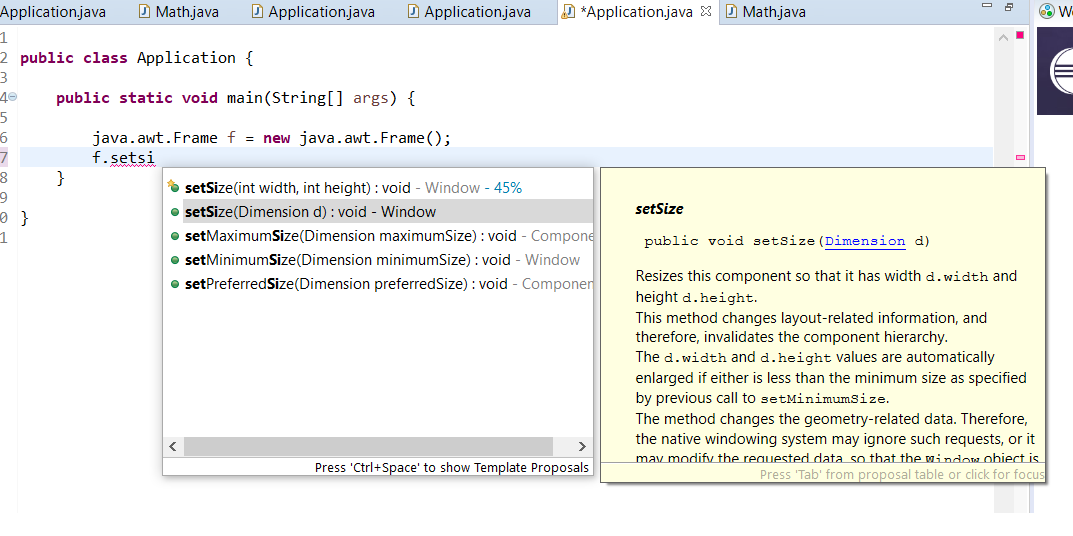 Application.java Math.java Application.java Application.java *Application.java Math.java
1
2 public class Application {
3
4 public static void main(String[] args) {
5
6 java.awt.Frame f = new java.awt.Frame();
7 f.setsi
8 }
9
0 }
1
setSize(int width, int height) : void - Window - 45%
setSize(Dimension d) : void - Window
setMaximumSize(Dimension maximumSize) : void - Compone
setMinimumSize(Dimension minimumSize) : void - Window
setPreferredSize(Dimension preferredSize) : void - Componen
Press 'Ctrl+Space' to show Template Proposals
setSize
public void setSize(Dimension d)
Resizes this component so that it has width d.width and
height d.height.
This method changes layout-related information, and
therefore, invalidates the component hierarchy.
The d.width and d.height values are automatically
enlarged if either is less than the minimum size as specified
by previous call to setMinimumSize.
The method changes the geometry-related data. Therefore,
the native windowing system may ignore such requests, or it
may modify the requested data, so that the Window object is
Press 'Tab' from proposal table or click for focus